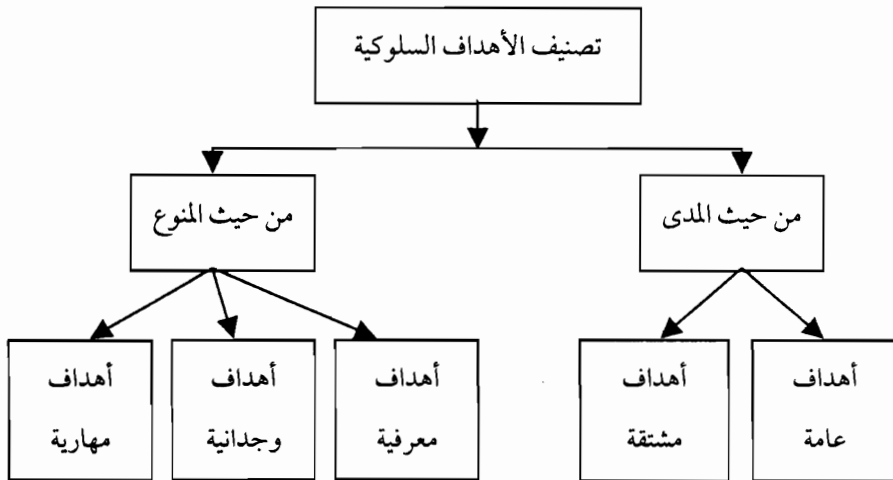 تصنيف الأهداف السلوكية
من حيث المدى
من حيث المنوع
أهداف
عامة
أهداف
مشتقة
أهداف
معرفية
أهداف
وجدانية
أهداف
مهارية